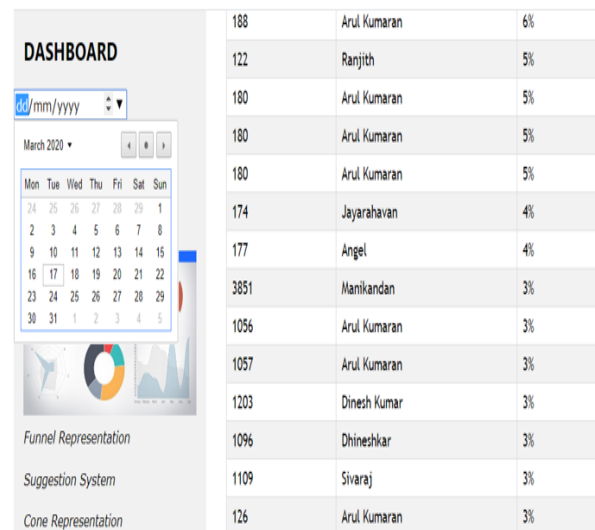 DASHBOARD
dd/mm/yyyy
March 2020
Mon Tue Wed Thu Fri Sat Sun
24 25 26 27 28 29 1
2 3 4 5 6 7 8
9 10 11 12 13 14 15
16 17 18 19 20 21 22
23 24 25 26 27 28 29
30 31 1 2 3 4 5
Funnel Representation
Suggestion System
Cone Representation
188 Arul Kumaran 6%
122 Ranjith 5%
180 Arul Kumaran 5%
180 Arul Kumaran 5%
180 Arul Kumaran 5%
174 Jayarahavan 4%
177 Angel 4%
3851 Manikandan 3%
1056 Arul Kumaran 3%
1057 Arul Kumaran 3%
1203 Dinesh Kumar 3%
1096 Dhineshkar 3%
1109 Sivaraj 3%
126 Arul Kumaran 3%